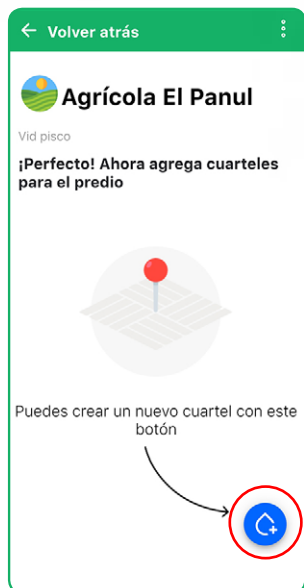 Volver atrás
Agrícola El Panul
Vid pisco
¡Perfecto! Ahora agrega cuarteles
para el predio
Puedes crear un nuevo cuartel con este
botón